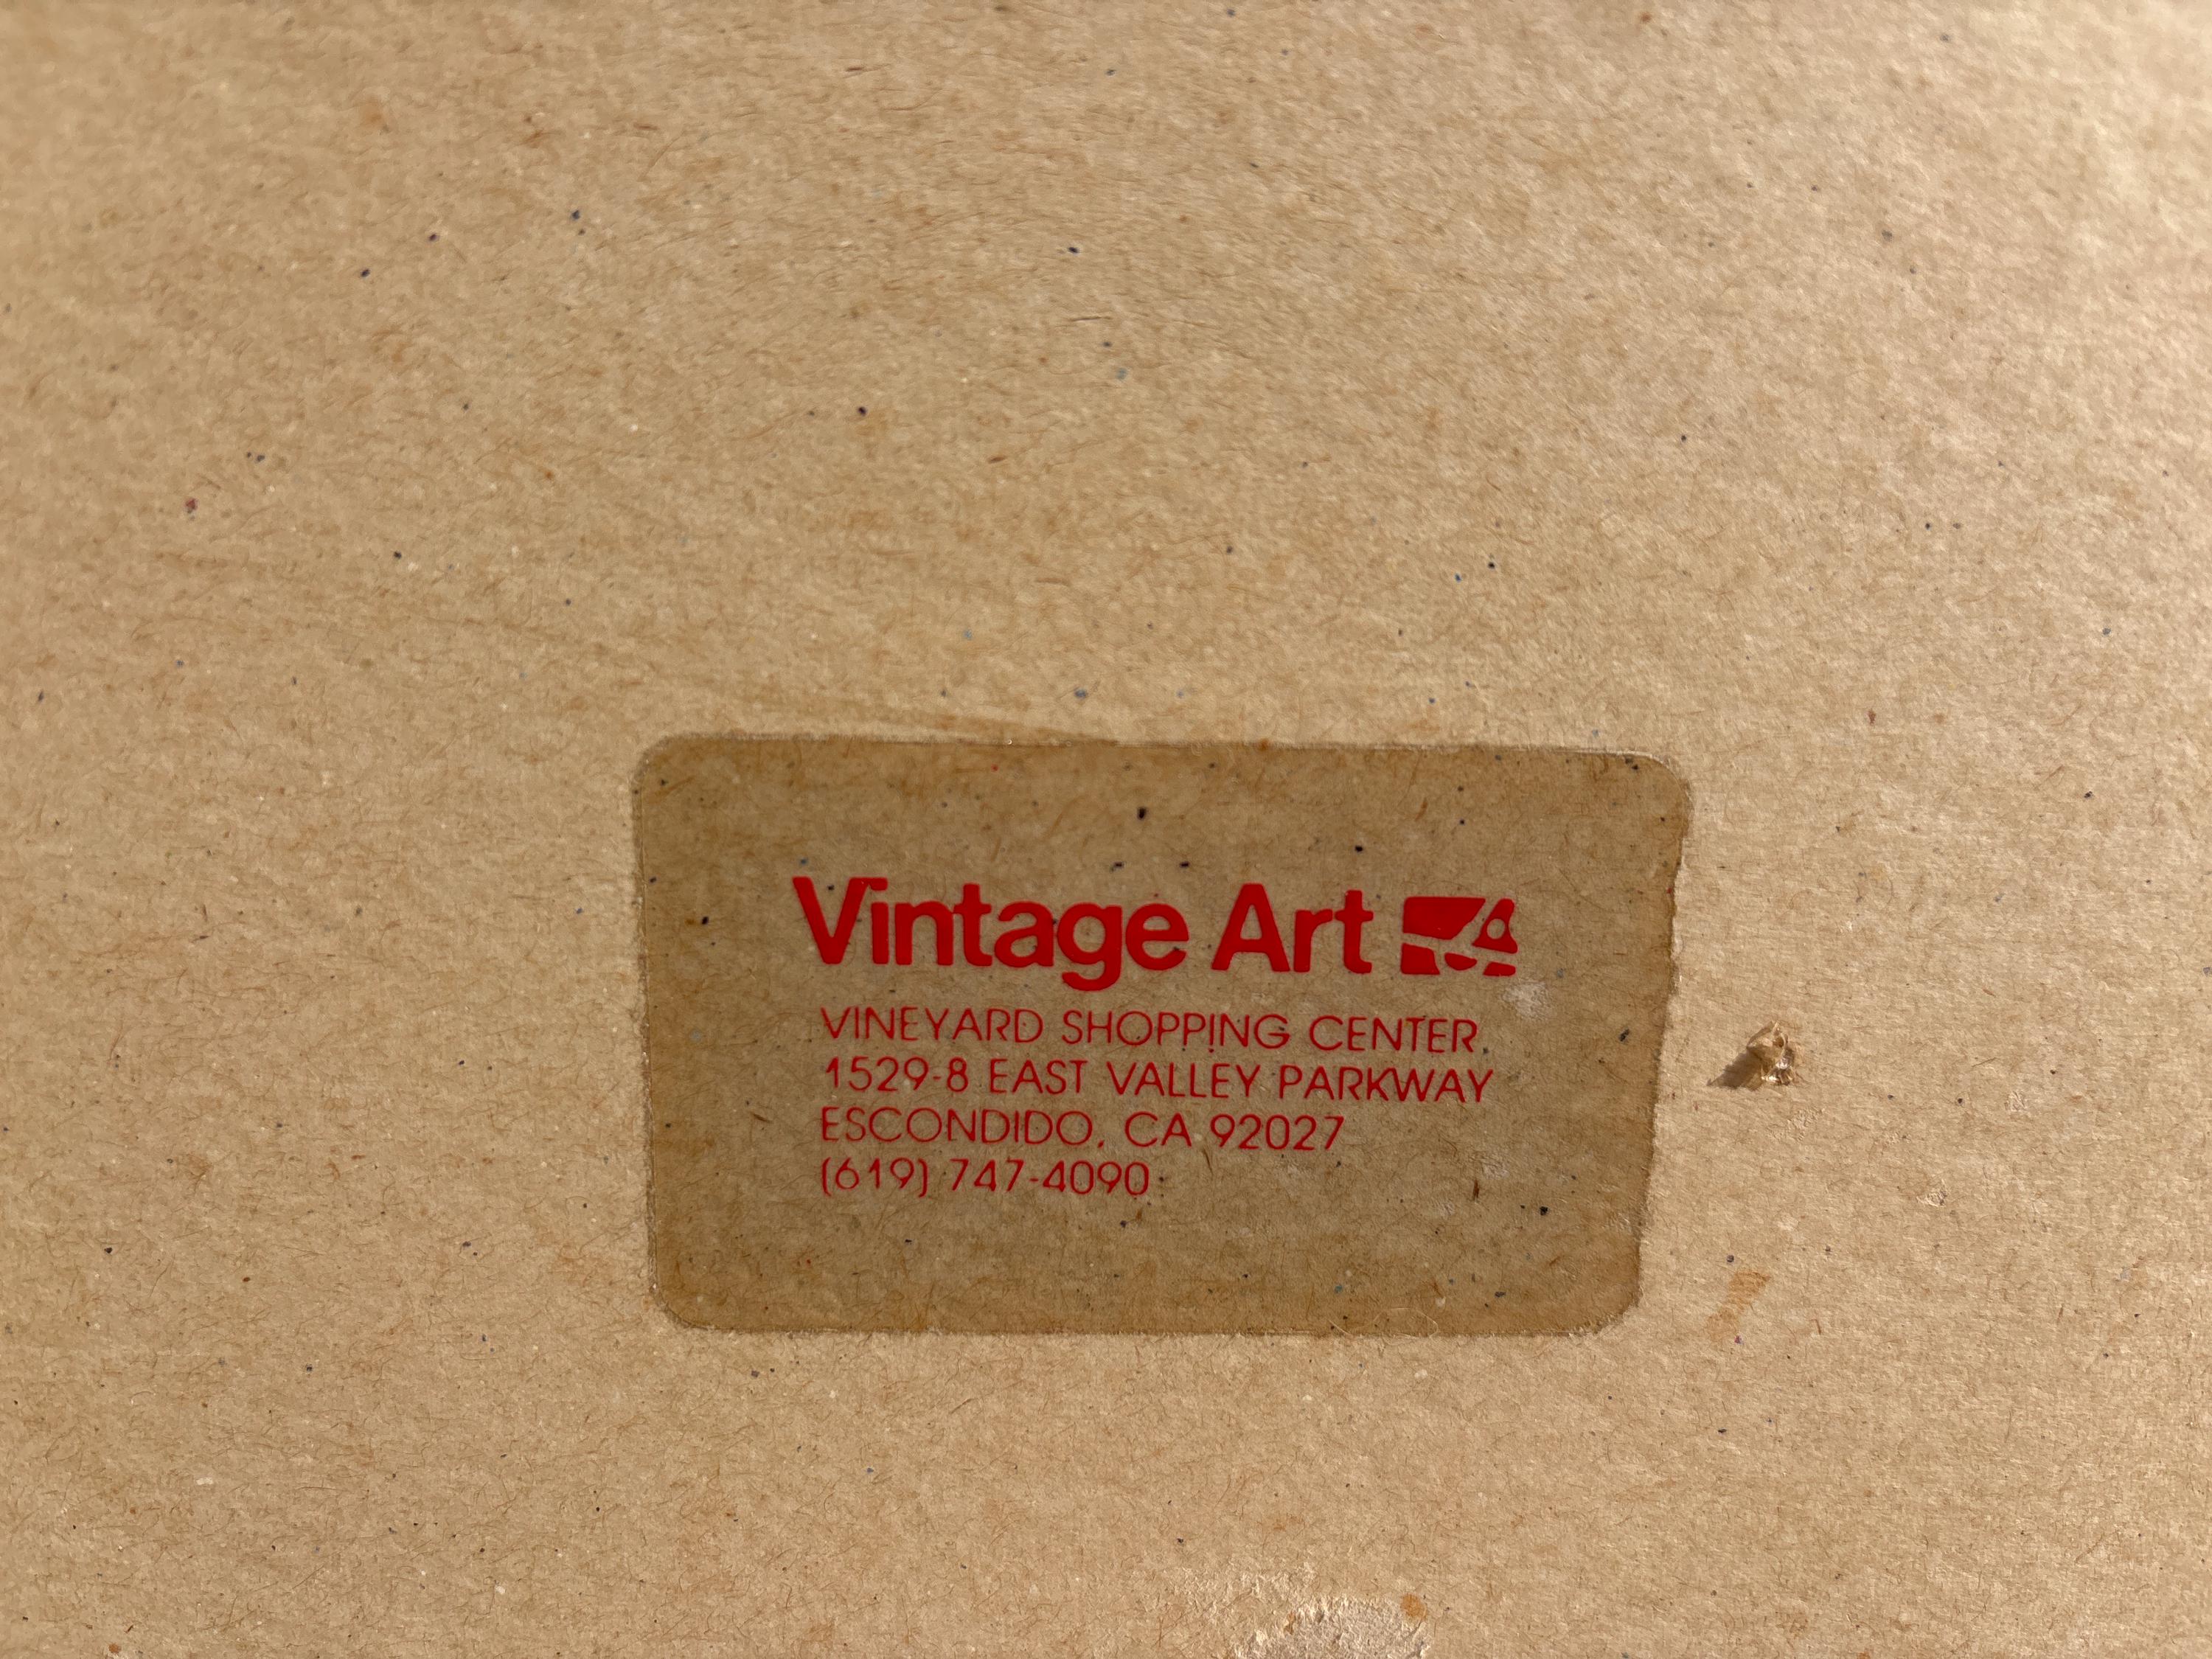 Vintage Art
VINEYARD SHOPPING CENTER
1529-8 EAST VALLEY PARKWAY
ESCONDIDO, CA 92027
(619) 747-4090